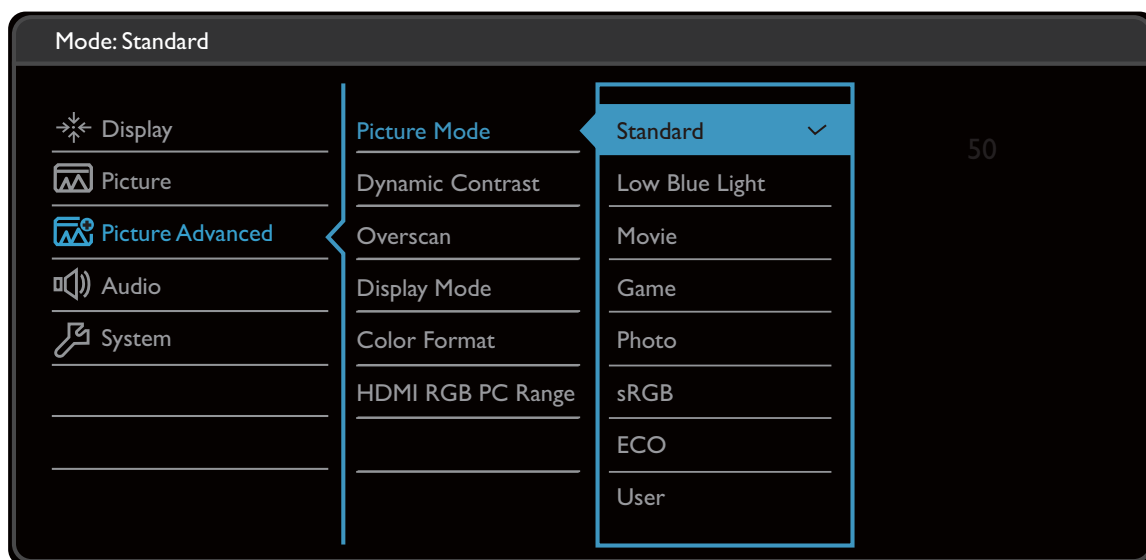 Mode: Standard
Display
Picture
Picture Advanced
Audio
System
Picture Mode
Dynamic Contrast
Overscan
Display Mode
Color Format
HDMI RGB PC Range
Standard
Low Blue Light
Movie
Game
Photo
sRGB
ECO
User
50